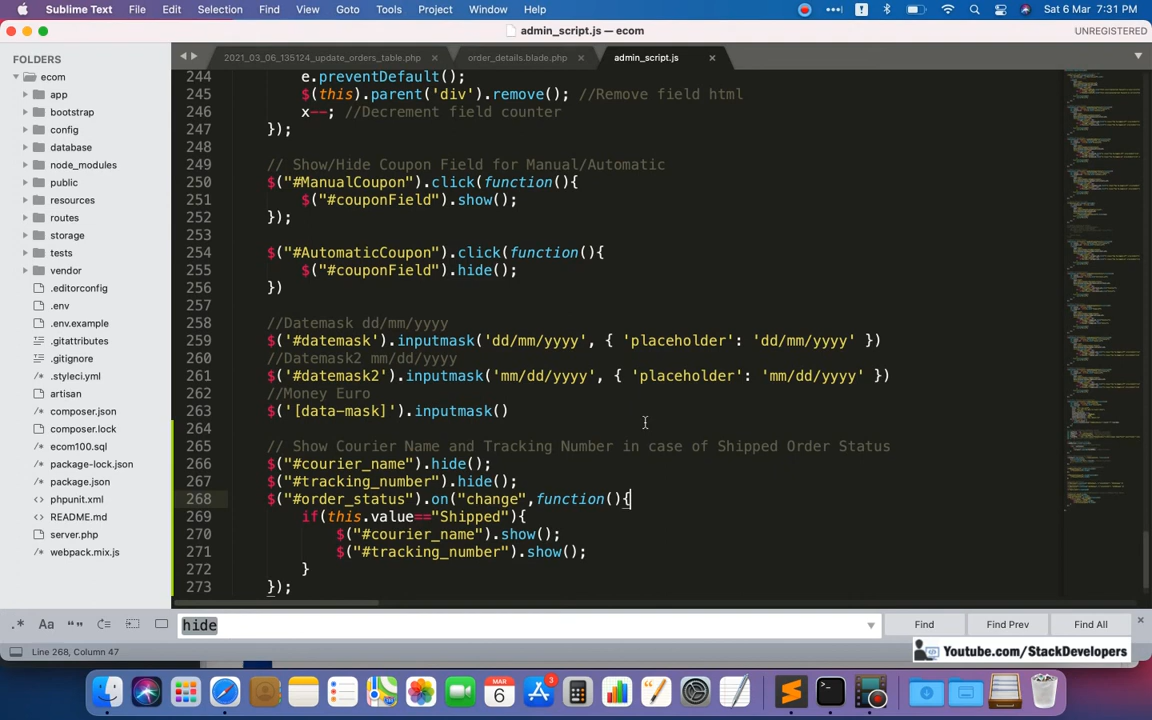 Sublime Text File Edit Selection Find View Goto Tools Project Window Help Sat 6 Mar 7:31 PM
admin_script.js — ecom UNREGISTERED
FOLDERS
ecom
app
bootstrap
config
database
node_modules
public
resources
routes
storage
tests
vendor
.editorconfig
.env
.env.example
.gitattributes
.gitignore
.styleci.yml
artisan
composer.json
composer.lock
ecom100.sql
package-lock.json
package.json
phpunit.xml
README.md
server.php
webpack.mix.js
2021_03_06_135124_update_orders_table.php order_details.blade.php admin_script.js
244 e.preventDefault();
245 $(this).parent('div').remove(); //Remove field html
246 x--; //Decrement field counter
247 });
248
249 // Show/Hide Coupon Field for Manual/Automatic
250 $("#ManualCoupon").click(function(){
251 $("#couponField").show();
252 });
253
254 $("#AutomaticCoupon").click(function(){
255 $("#couponField").hide();
256 })
257
258 //Datemask dd/mm/yyyy
259 $('#datemask').inputmask('dd/mm/yyyy', { 'placeholder': 'dd/mm/yyyy' })
260 //Datemask2 mm/dd/yyyy
261 $('#datemask2').inputmask('mm/dd/yyyy', { 'placeholder': 'mm/dd/yyyy' })
262 //Money Euro
263 $('[data-mask]').inputmask()
264
265 // Show Courier Name and Tracking Number in case of Shipped Order Status
266 $("#courier_name").hide();
267 $("#tracking_number").hide();
268 $("#order_status").on("change",function(){
269 if(this.value=="Shipped"){
270 $("#courier_name").show();
271 $("#tracking_number").show();
272 }
273 });
.* Aa “” hide Find Find Prev Find All
Line 268, Column 47
Youtube.com/StackDevelopers
MAR
6
3